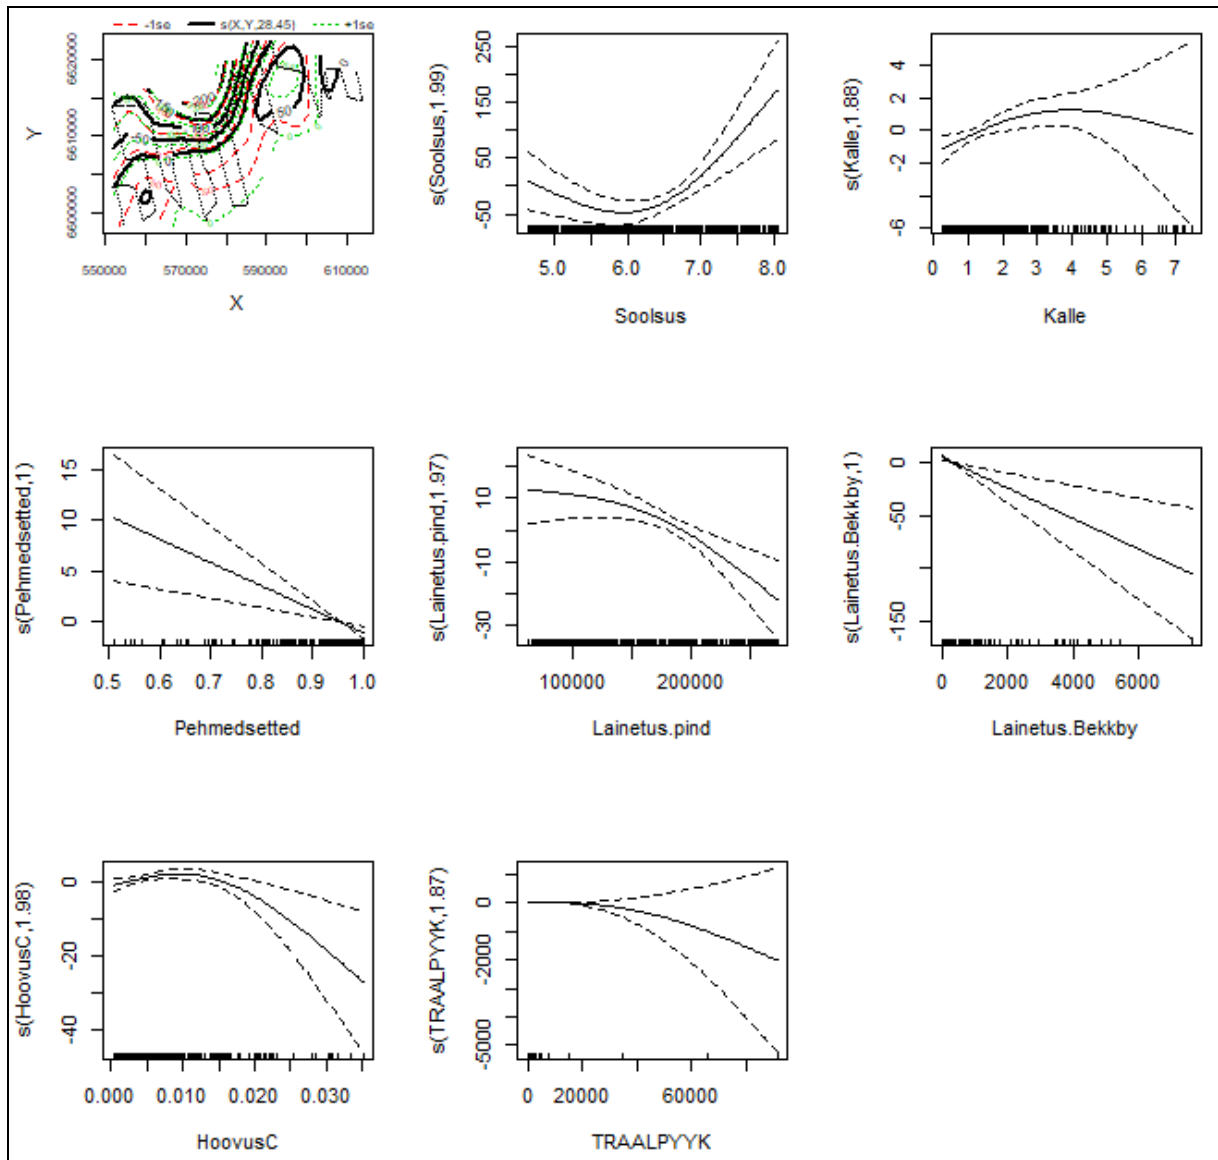 -1se s(X,Y,28.45) +1se
Y
6600000 6610000 6620000
550000 570000 590000 610000
X
s(Soolsus,1.99)
-50 50 150 250
5.0 6.0 7.0 8.0
Soolsus
s(Kalle,1.88)
-6 -2 0 2 4
0 1 2 3 4 5 6 7
Kalle
s(Pehmedsetted,1)
0 5 10 15
0.5 0.6 0.7 0.8 0.9 1.0
Pehmedsetted
s(Lainetus.pind,1.97)
-30 -10 10
100000 200000
Lainetus.pind
s(Lainetus.Bekkby,1)
-150 -50 0
0 2000 4000 6000
Lainetus.Bekkby
s(HoovusC,1.98)
-40 -20 0
0.000 0.010 0.020 0.030
HoovusC
s(TRAALPYYK,1.87)
-5000 -2000 0
0 20000 60000
TRAALPYYK